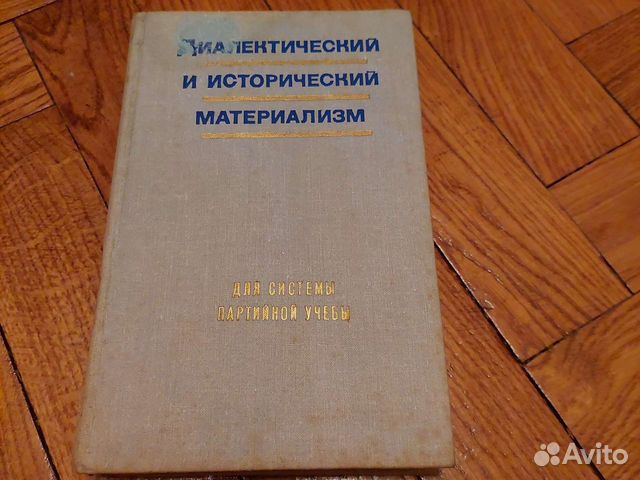 ДИАЛЕКТИЧЕСКИЙ
И ИСТОРИЧЕСКИЙ
МАТЕРИАЛИЗМ
ДЛЯ СИСТЕМЫ
ПАРТИЙНОЙ УЧЕБЫ
Avito